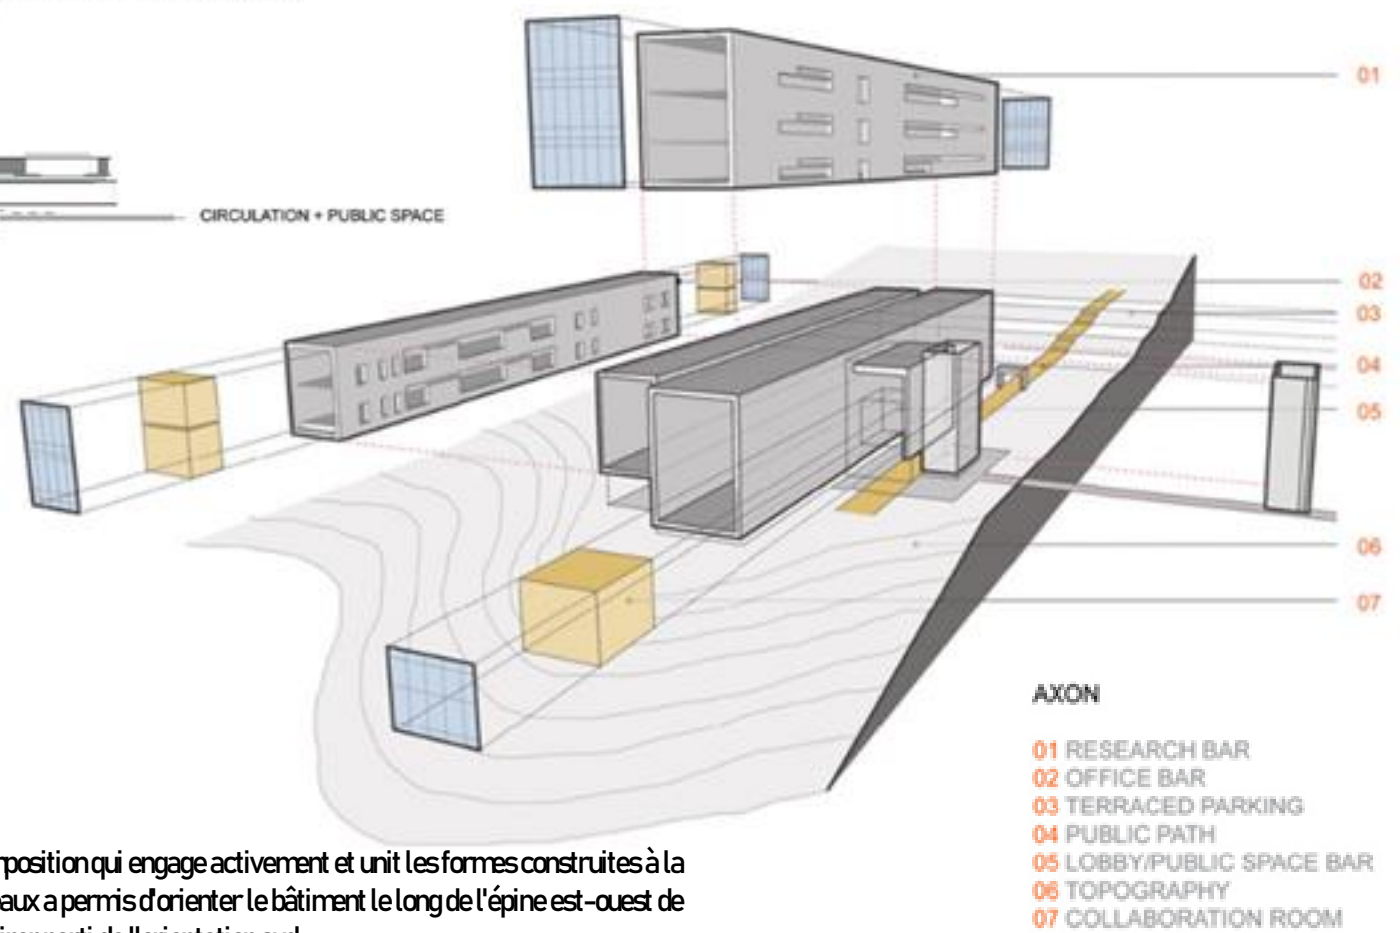 CIRCULATION + PUBLIC SPACE
01
02
03
04
05
06
07
AXON
01 RESEARCH BAR
02 OFFICE BAR
03 TERRACED PARKING
04 PUBLIC PATH
05 LOBBY/PUBLIC SPACE BAR
06 TOPOGRAPHY
07 COLLABORATION ROOM
position qui engage activement et unit les formes construites à la
aux a permis d'orienter le bâtiment le long de l'épine est-ouest de